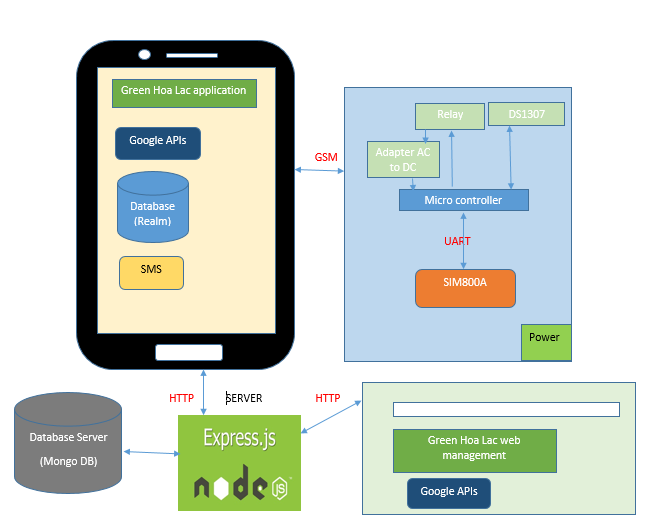 Green Hoa Lac application
Google APIs
Database
(Realm)
SMS
GSM
Relay
DS1307
Adapter AC
to DC
Micro controller
UART
SIM800A
Power
HTTP
SERVER
HTTP
Express.js
node
JS
Database Server
(Mongo DB)
Green Hoa Lac web
management
Google APIs